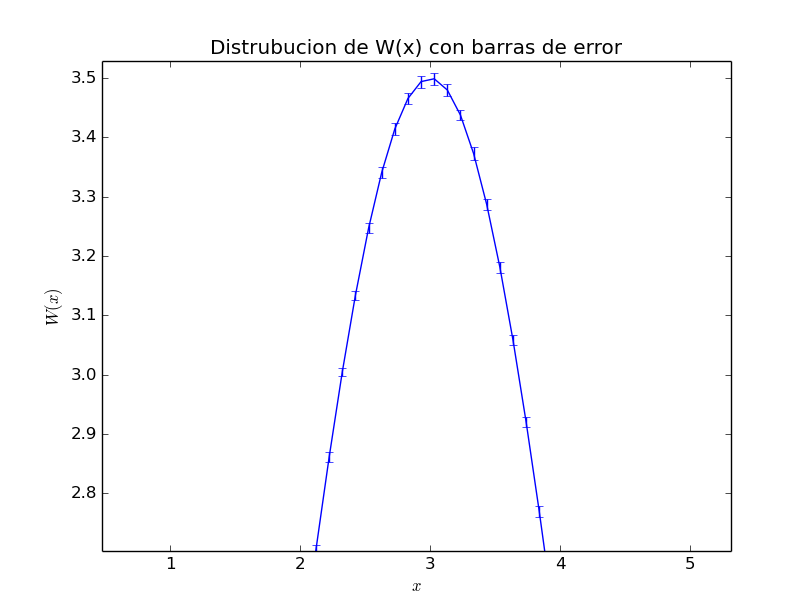 Distrubucion de W(x) con barras de error
3.5
3.4
3.3
3.2
3.1
3.0
2.9
2.8
W(x)
1 2 3 4 5
x